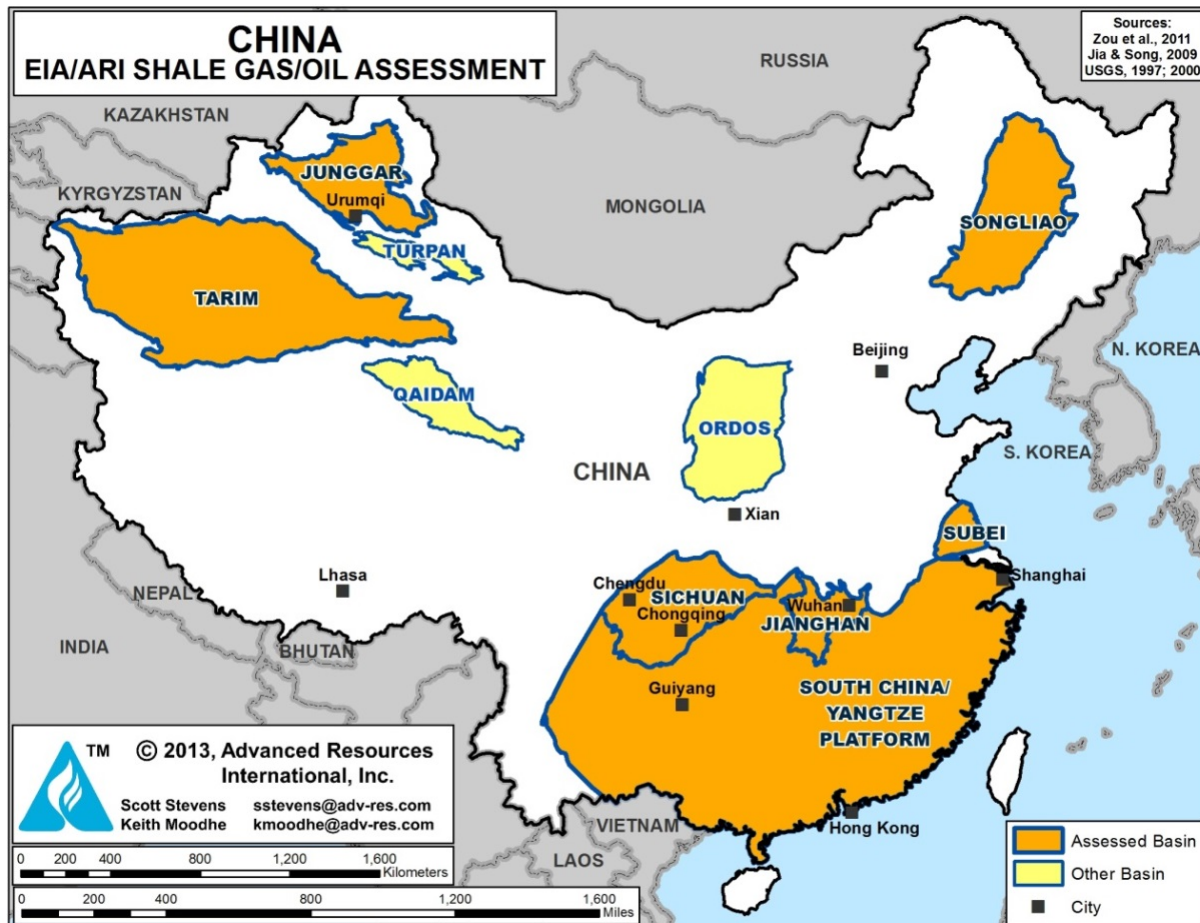 CHINA
EIA/ARI SHALE GAS/OIL ASSESSMENT
Sources:
Zou et al., 2011
Jia & Song, 2009
USGS, 1997; 2000
RUSSIA
KAZAKHSTAN
KYRGYZSTAN
MONGOLIA
JUNGGAR
Urumqi
TURPAN
TARIM
SONGLIAO
QAIDAM
Beijing
N. KOREA
ORDOS
S. KOREA
CHINA
Xian
SUBEI
Lhasa
Chengdu
SICHUAN
Chongqing
Wuhan
JIANGHAN
Shanghai
NEPAL
INDIA
BHUTAN
Guiyang
SOUTH CHINA/
YANGTZE
PLATFORM
Hong Kong
VIETNAM
LAOS
TM
© 2013, Advanced Resources
International, Inc.
Scott Stevens sstevens@adv-res.com
Keith Moodhe kmoodhe@adv-res.com
0 200 400 800 1,200 1,600
Kilometers
0 200 400 800 1,200 1,600
Miles
Assessed Basin
Other Basin
City